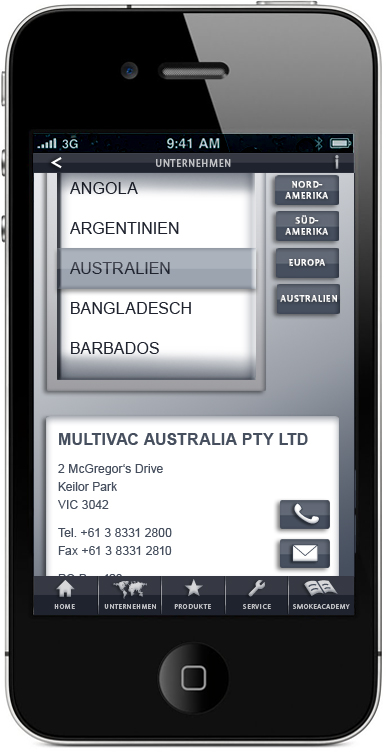 3G 9:41 AM
UNTERNEHMEN
ANGOLA
ARGENTINIEN
AUSTRALIEN
BANGLADESCH
BARBADOS
NORD-
AMERIKA
SÜD-
AMERIKA
EUROPA
AUSTRALIEN
MULTIVAC AUSTRALIA PTY LTD
2 McGregor's Drive
Keilor Park
VIC 3042
Tel. +61 3 8331 2800
Fax +61 3 8331 2810
HOME
UNTERNEHMEN
PRODUKTE
SERVICE
SMOKEACADEMY